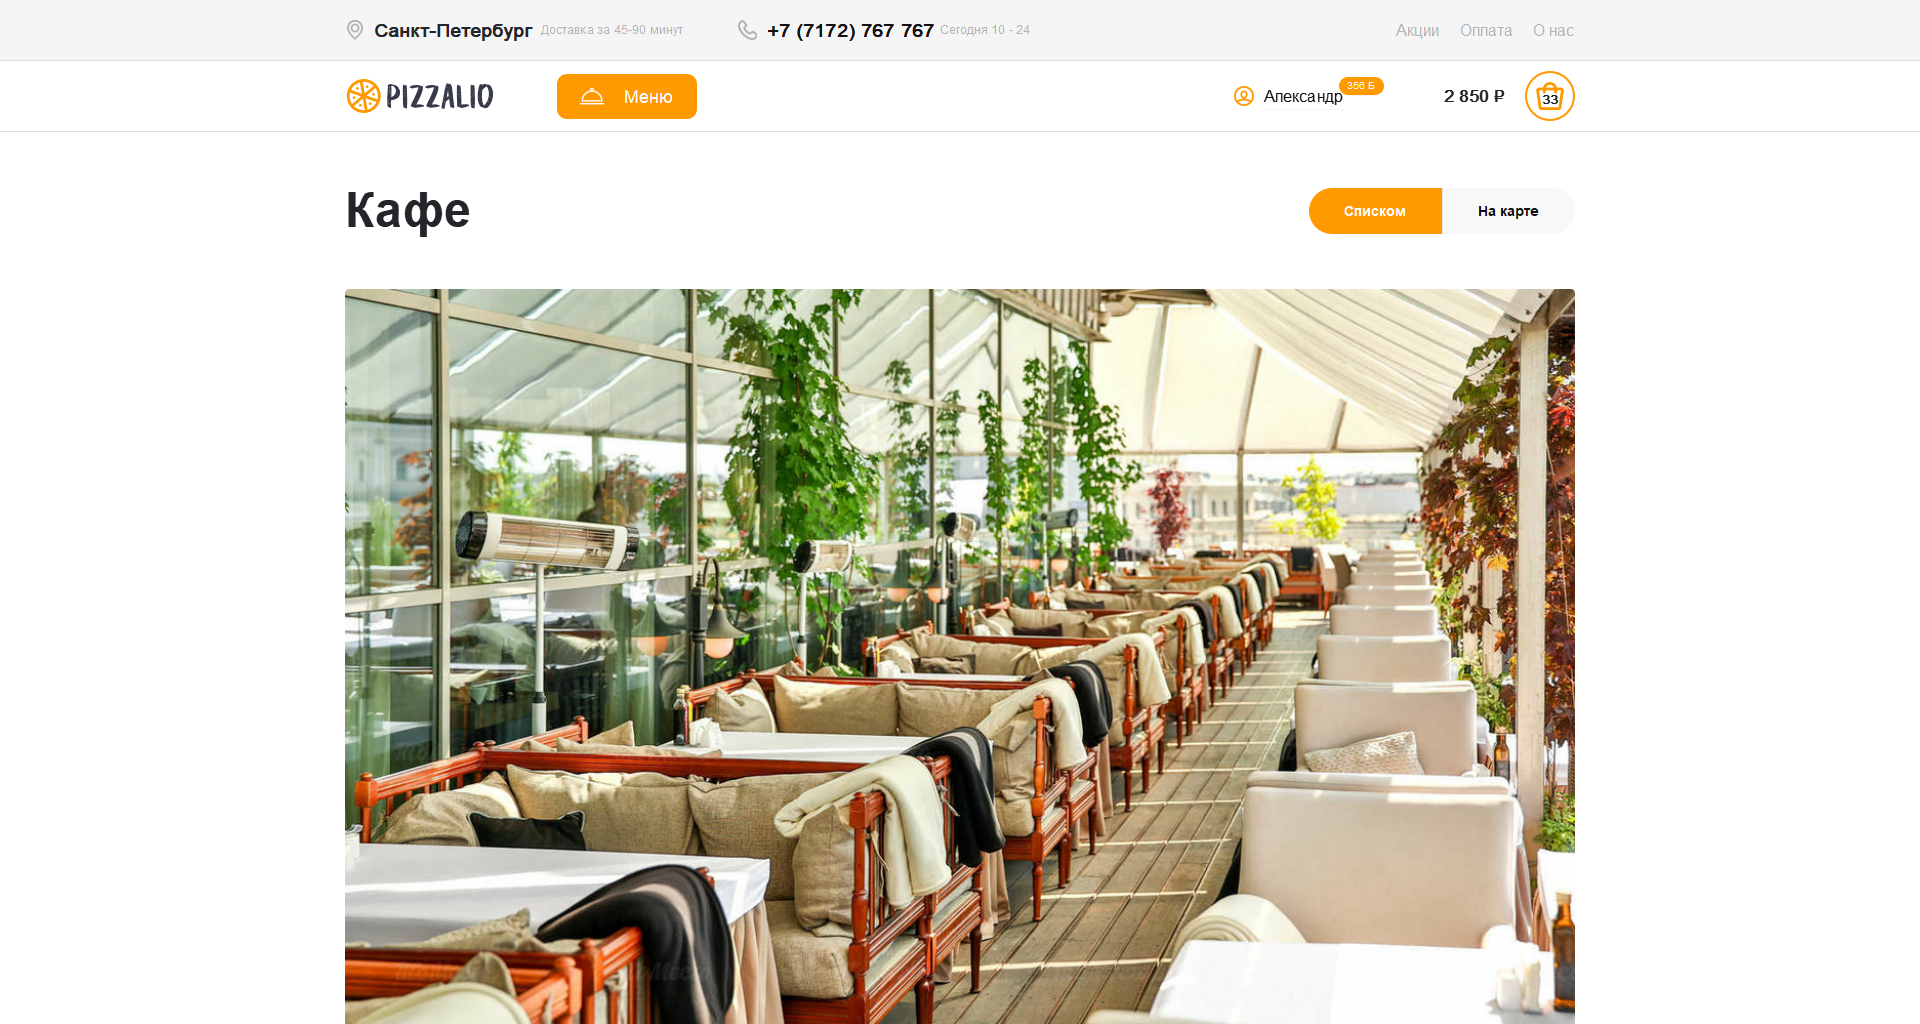 Санкт-Петербург Доставка за 45-90 минут +7 (7172) 767 767 Сегодня 10 - 24 Акции Оплата О нас
PIZZALIO Меню Александр 356 Б 2 850 ₽ 33
Кафе Списком На карте